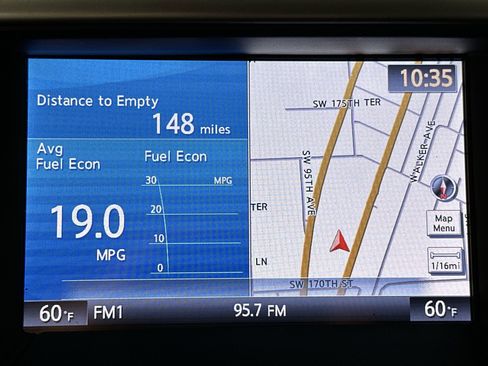 10:35
Distance to Empty
148 miles
Avg
Fuel Econ
19.0
MPG
Fuel Econ
30 MPG
20
10
0
SW 175TH TER
SW 95TH AVE
WALKER AVE
TER
LN
SW 170TH ST
Map
Menu
1/16mi
60°F FM1 95.7 FM 60°F